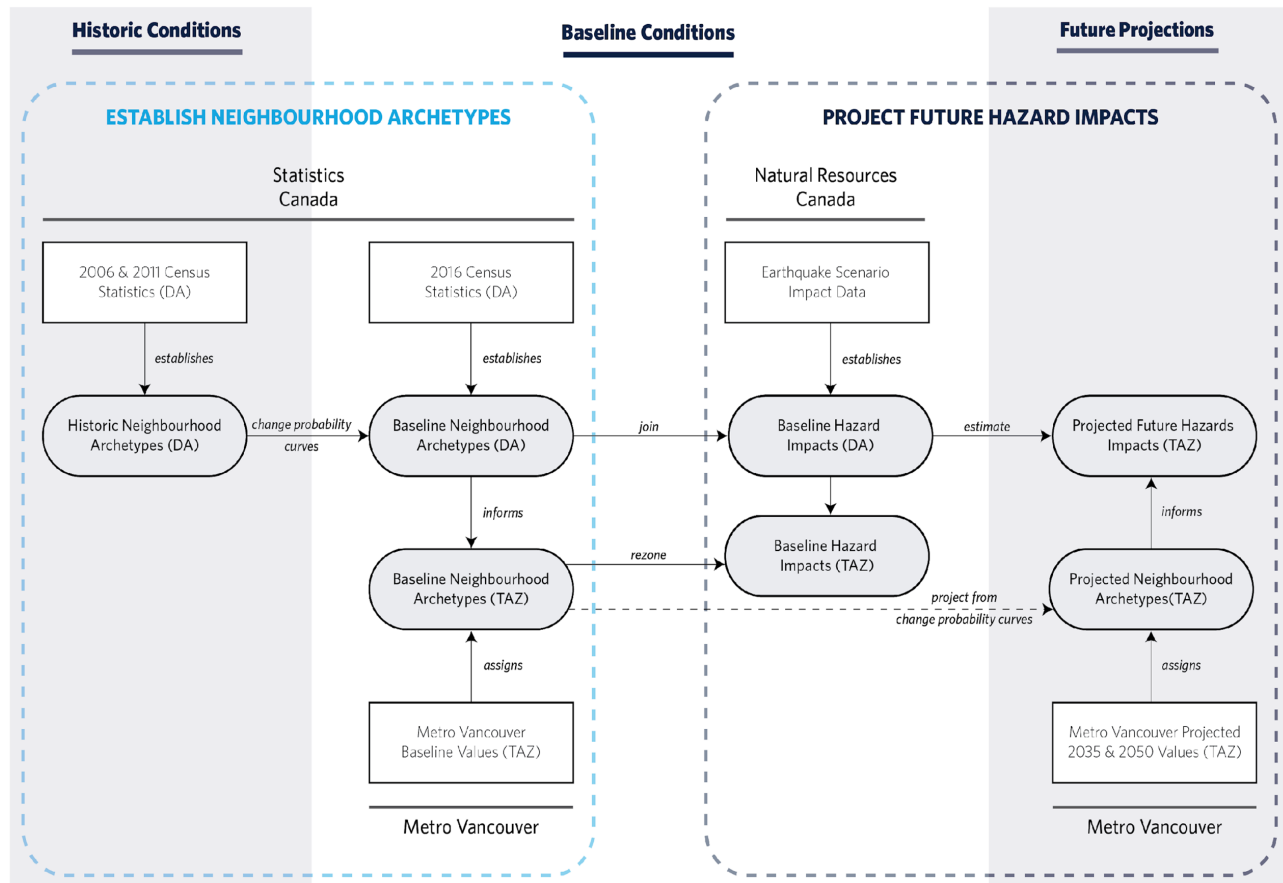 Historic Conditions
Baseline Conditions
Future Projections
ESTABLISH NEIGHBOURHOOD ARCHETYPES
PROJECT FUTURE HAZARD IMPACTS
Statistics
Canada
Natural Resources
Canada
2006 & 2011 Census
Statistics (DA)
2016 Census
Statistics (DA)
Earthquake Scenario
Impact Data
establishes
establishes
establishes
Historic Neighbourhood
Archetypes (DA)
change probability
curves
Baseline Neighbourhood
Archetypes (DA)
join
Baseline Hazard
Impacts (DA)
estimate
Projected Future Hazards
Impacts (TAZ)
informs
informs
Baseline Neighbourhood
Archetypes (TAZ)
rezone
Baseline Hazard
Impacts (TAZ)
project from
change probability curves
Projected Neighbourhood
Archetypes(TAZ)
assigns
assigns
Metro Vancouver
Baseline Values (TAZ)
Metro Vancouver Projected
2035 & 2050 Values (TAZ)
Metro Vancouver
Metro Vancouver